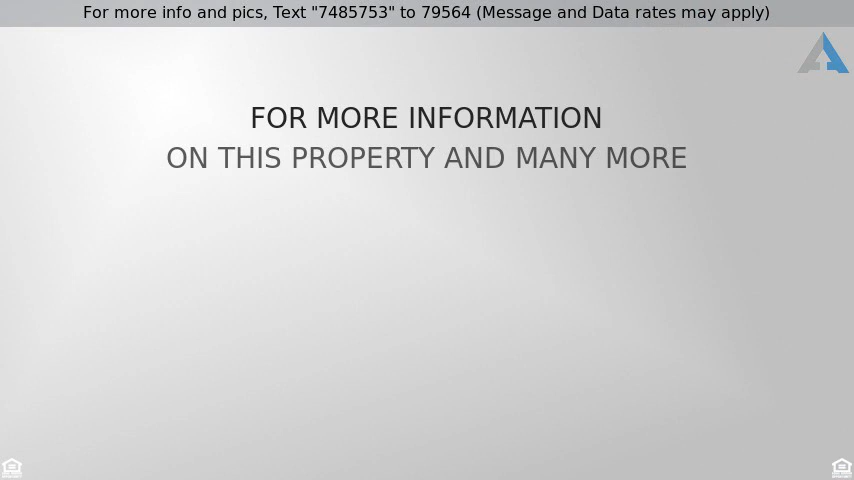 For more info and pics, Text "7485753" to 79564 (Message and Data rates may apply)
FOR MORE INFORMATION
ON THIS PROPERTY AND MANY MORE